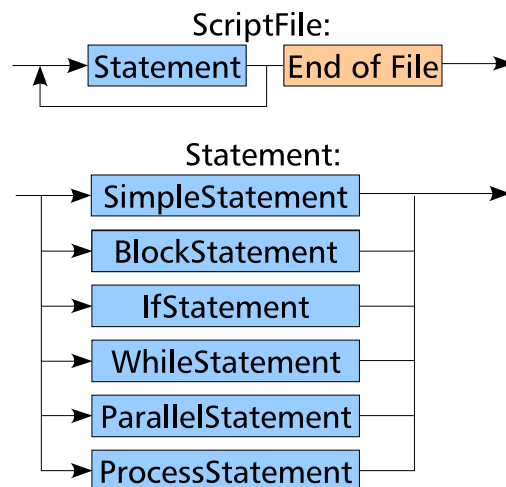 ScriptFile:
Statement End of File
Statement:
SimpleStatement
BlockStatement
IfStatement
WhileStatement
ParallelStatement
ProcessStatement